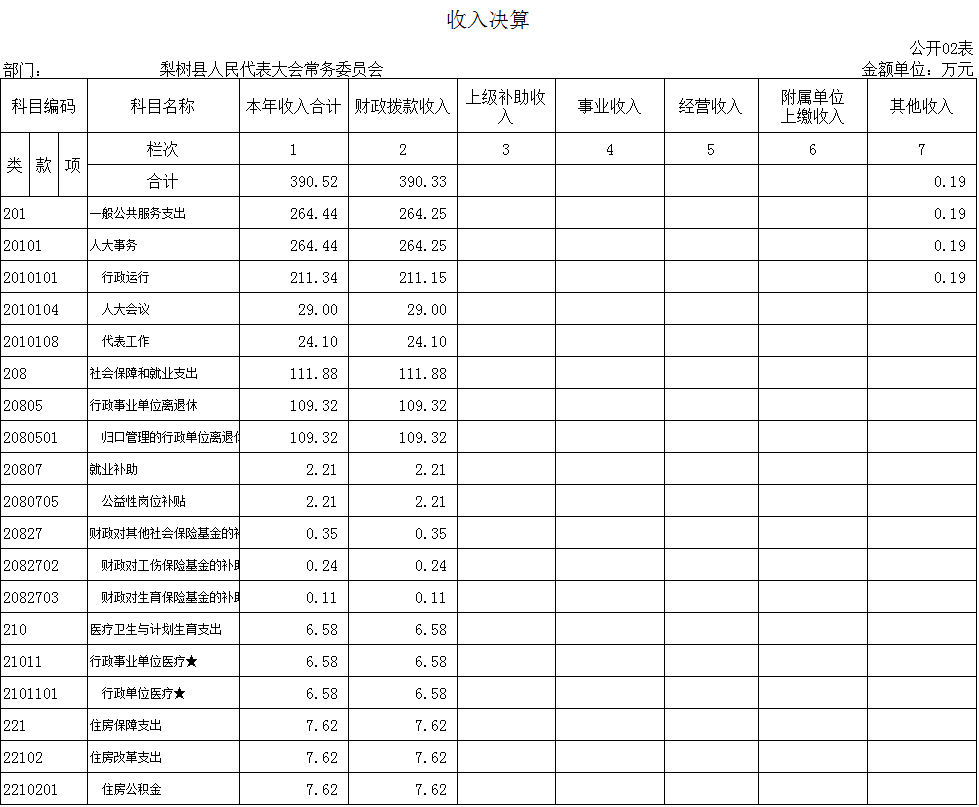 收入决算
公开02表
部门： 梨树县人民代表大会常务委员会 金额单位：万元
科目编码 科目名称 本年收入合计 财政拨款收入 上级补助收入 事业收入 经营收入 附属单位上缴收入 其他收入
类 款 项 栏次 1 2 3 4 5 6 7
合计 390.52 390.33 0.19
201 一般公共服务支出 264.44 264.25 0.19
20101 人大事务 264.44 264.25 0.19
2010101 行政运行 211.34 211.15 0.19
2010104 人大会议 29.00 29.00
2010108 代表工作 24.10 24.10
208 社会保障和就业支出 111.88 111.88
20805 行政事业单位离退休 109.32 109.32
2080501 归口管理的行政单位离退 109.32 109.32
20807 就业补助 2.21 2.21
2080705 公益性岗位补贴 2.21 2.21
20827 财政对其他社会保险基金的 0.35 0.35
2082702 财政对工伤保险基金的补 0.24 0.24
2082703 财政对生育保险基金的补 0.11 0.11
210 医疗卫生与计划生育支出 6.58 6.58
21011 行政事业单位医疗★ 6.58 6.58
2101101 行政单位医疗★ 6.58 6.58
221 住房保障支出 7.62 7.62
22102 住房改革支出 7.62 7.62
2210201 住房公积金 7.62 7.62